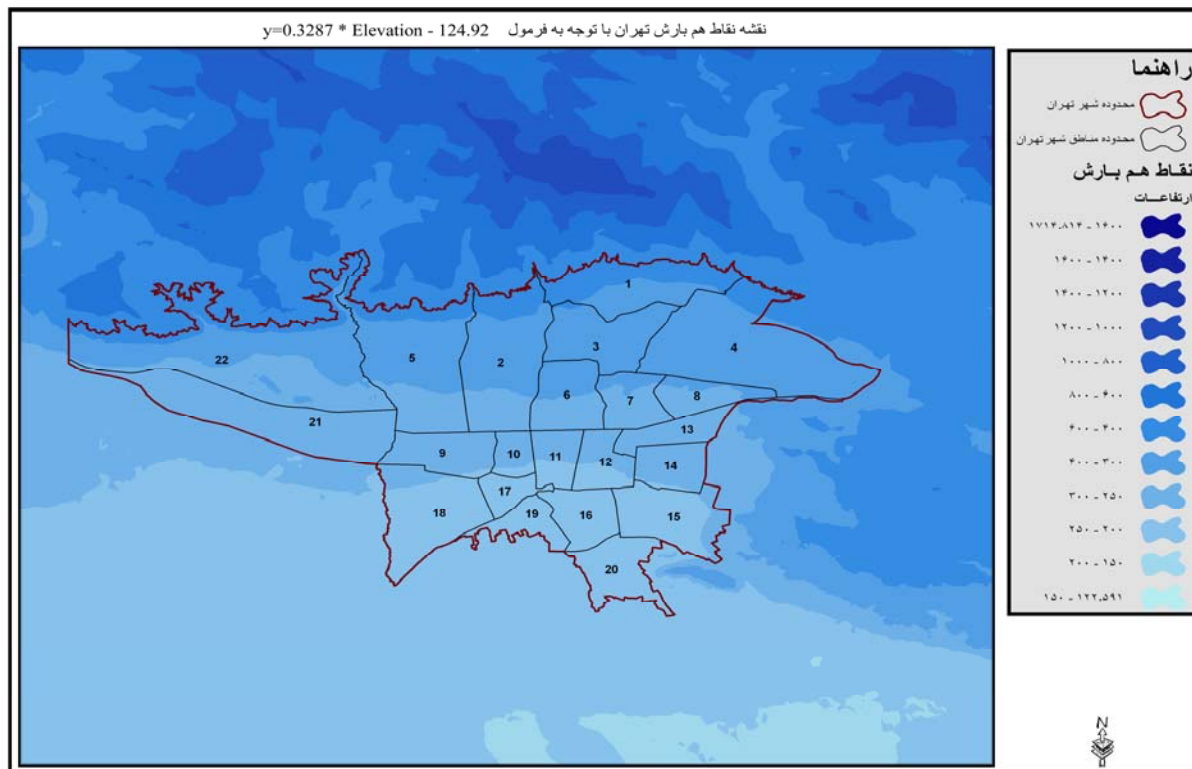 نقشه نقاط هم بارش تهران با توجه به فرمول y=0.3287 * Elevation - 124.92
راهنما
محدوده شهر تهران
محدوده مناطق شهر تهران
نقاط هم بارش
ارتفاعات
۱۷۱۴.۸۱۴ - ۱۶۰۰
۱۶۰۰ - ۱۴۰۰
۱۴۰۰ - ۱۲۰۰
۱۲۰۰ - ۱۰۰۰
۱۰۰۰ - ۸۰۰
۸۰۰ - ۶۰۰
۶۰۰ - ۴۰۰
۴۰۰ - ۳۰۰
۳۰۰ - ۲۵۰
۲۵۰ - ۲۰۰
۲۰۰ - ۱۵۰
۱۵۰ - ۱۲۲.۵۹۱
1
3
4
22
5
2
6
7
8
21
13
9
10
11
12
14
17
18
19
16
15
20
N